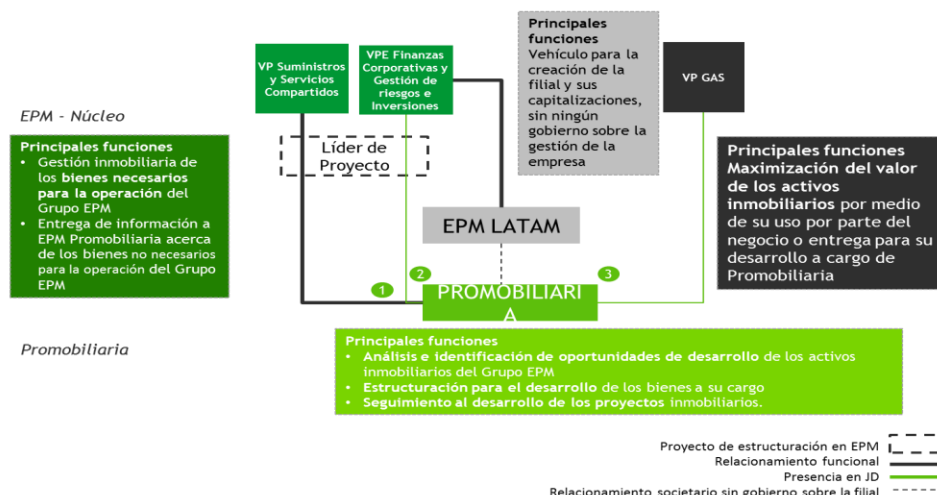 VP Suministros
y Servicios
Compartidos
VPE Finanzas
Corporativas y
Gestión de
riesgos e
Inversiones
Principales
funciones
Vehículo para la
creación de la
filial y sus
capitalizaciones,
sin ningún
gobierno sobre la
gestión de la
empresa
VP GAS
EPM - Núcleo
Principales funciones
• Gestión inmobiliaria de
los bienes necesarios
para la operación del
Grupo EPM
• Entrega de información a
EPM Promobiliaria acerca
de los bienes no necesarios
para la operación del Grupo
EPM
Líder de
Proyecto
Principales funciones
Maximización del valor
de los activos
inmobiliarios por medio
de su uso por parte del
negocio o entrega para su
desarrollo a cargo de
Promobiliaria
EPM LATAM
1
2
3
PROMOBILIARI
A
Promobiliaria
Principales funciones
• Análisis e identificación de oportunidades de desarrollo de los activos
inmobiliarios del Grupo EPM
• Estructuración para el desarrollo de los bienes a su cargo
• Seguimiento al desarrollo de los proyectos inmobiliarios.
Proyecto de estructuración en EPM
Relacionamiento funcional
Presencia en JD
Relacionamiento societario sin gobierno sobre la filial